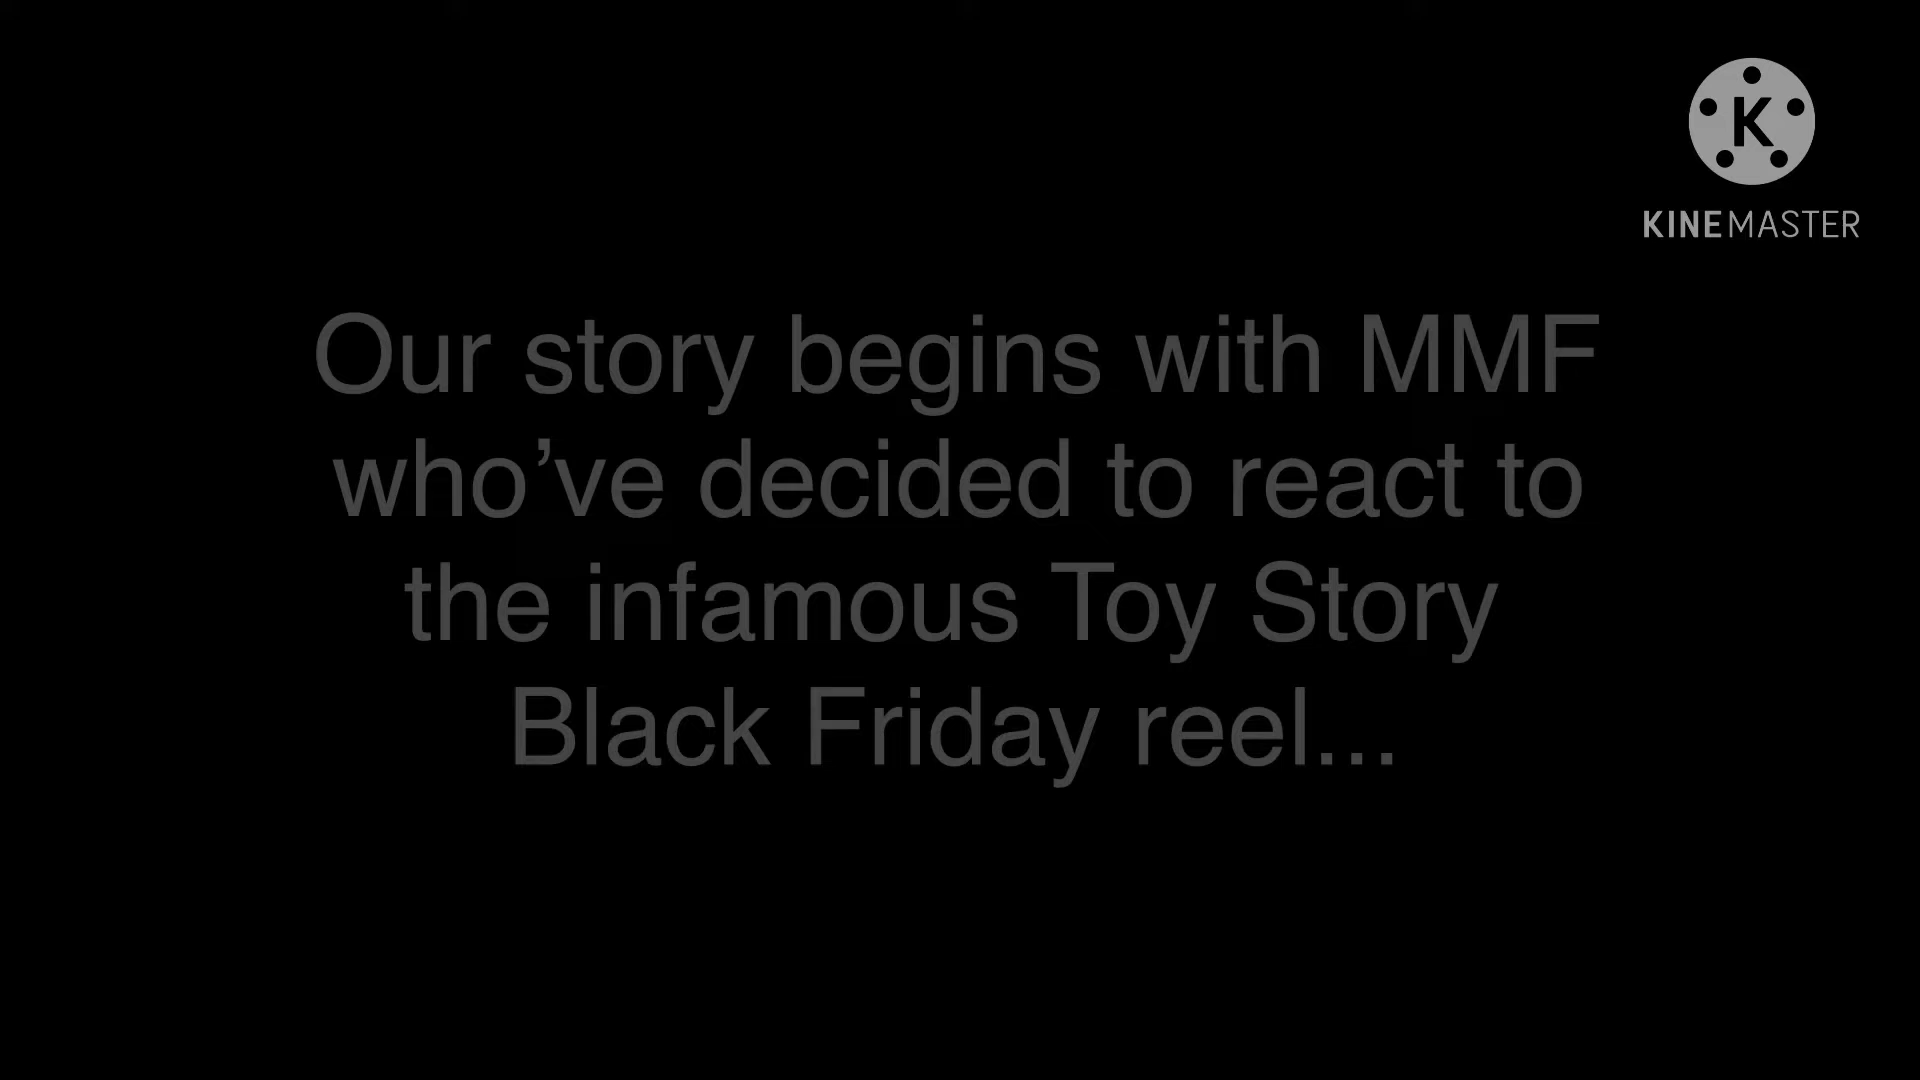 K
KINEMASTER
Our story begins with MMF
who’ve decided to react to
the infamous Toy Story
Black Friday reel...